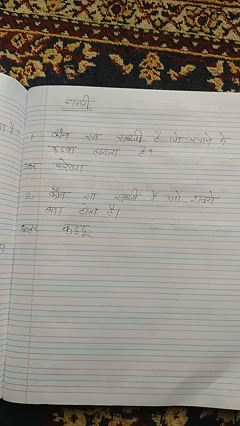 सब्जी
1. कौन सा सब्जी है जो खाने में
कड़वा लगता है?
उत्तर करेला
2. कौन सा सब्जी है जो सबसे
बड़ा होता है।
उत्तर कद्दू